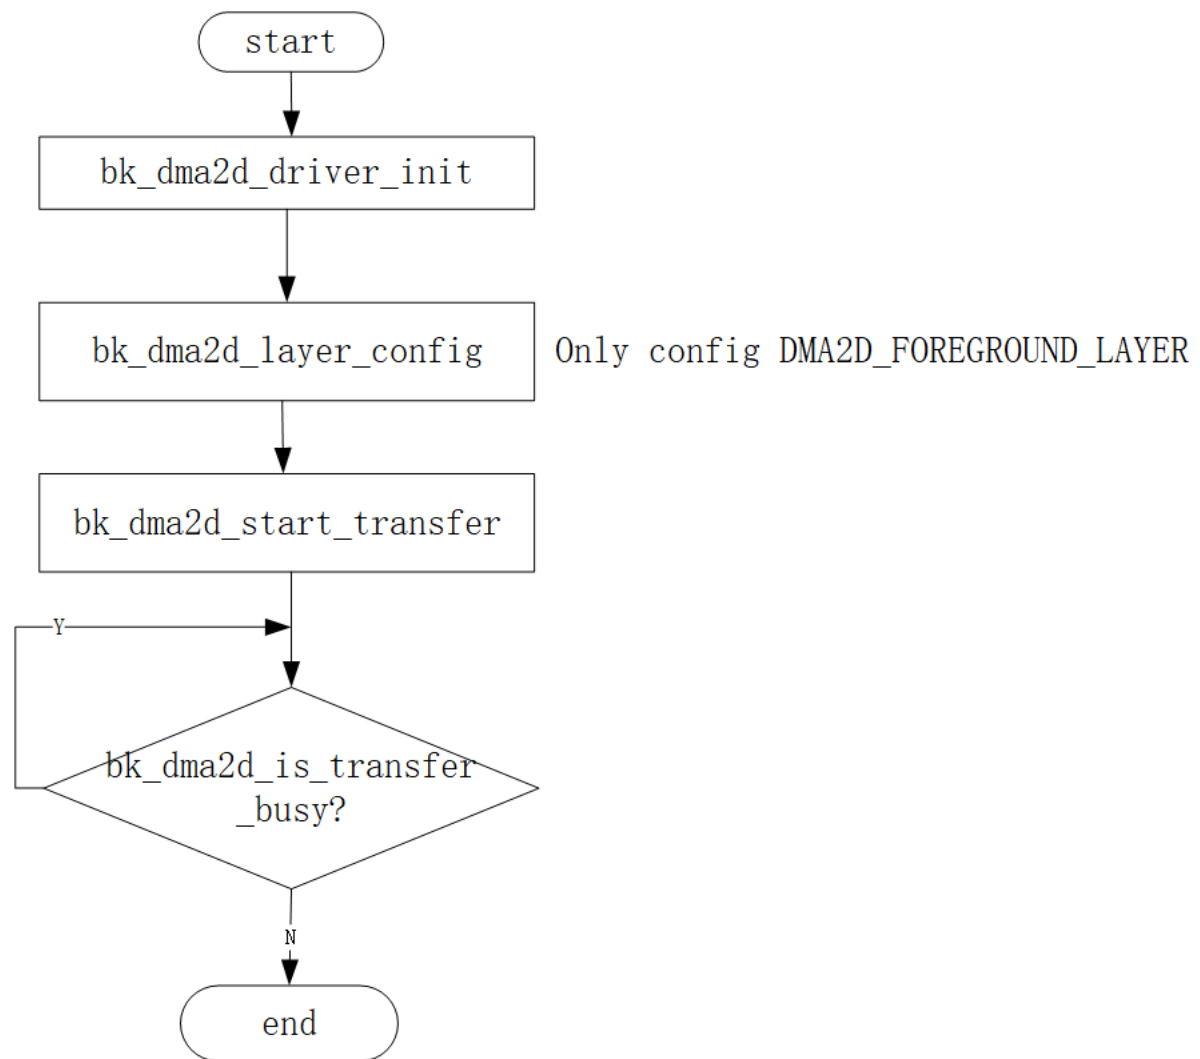 start
bk_dma2d_driver_init
bk_dma2d_layer_config
Only config DMA2D_FOREGROUND_LAYER
bk_dma2d_start_transfer
Y
bk_dma2d_is_transfer
_busy?
N
end